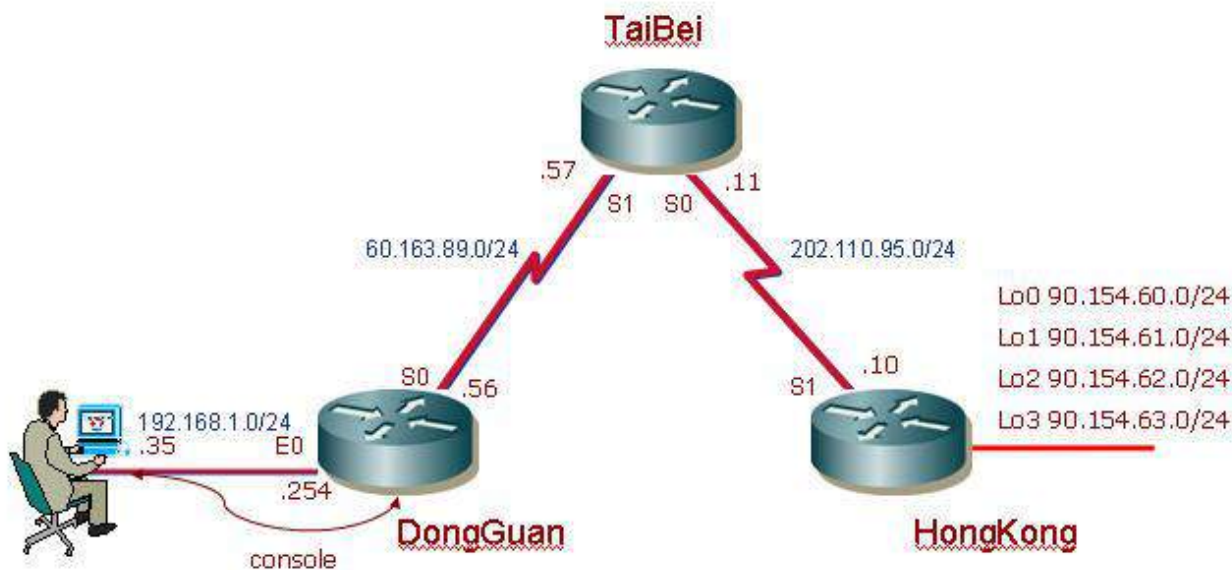 TaiBei
.57
.11
S1
S0
60.163.89.0/24
202.110.95.0/24
Lo0 90.154.60.0/24
Lo1 90.154.61.0/24
Lo2 90.154.62.0/24
Lo3 90.154.63.0/24
.10
S1
S0
.56
192.168.1.0/24
.35
E0
.254
DongGuan
HongKong
console